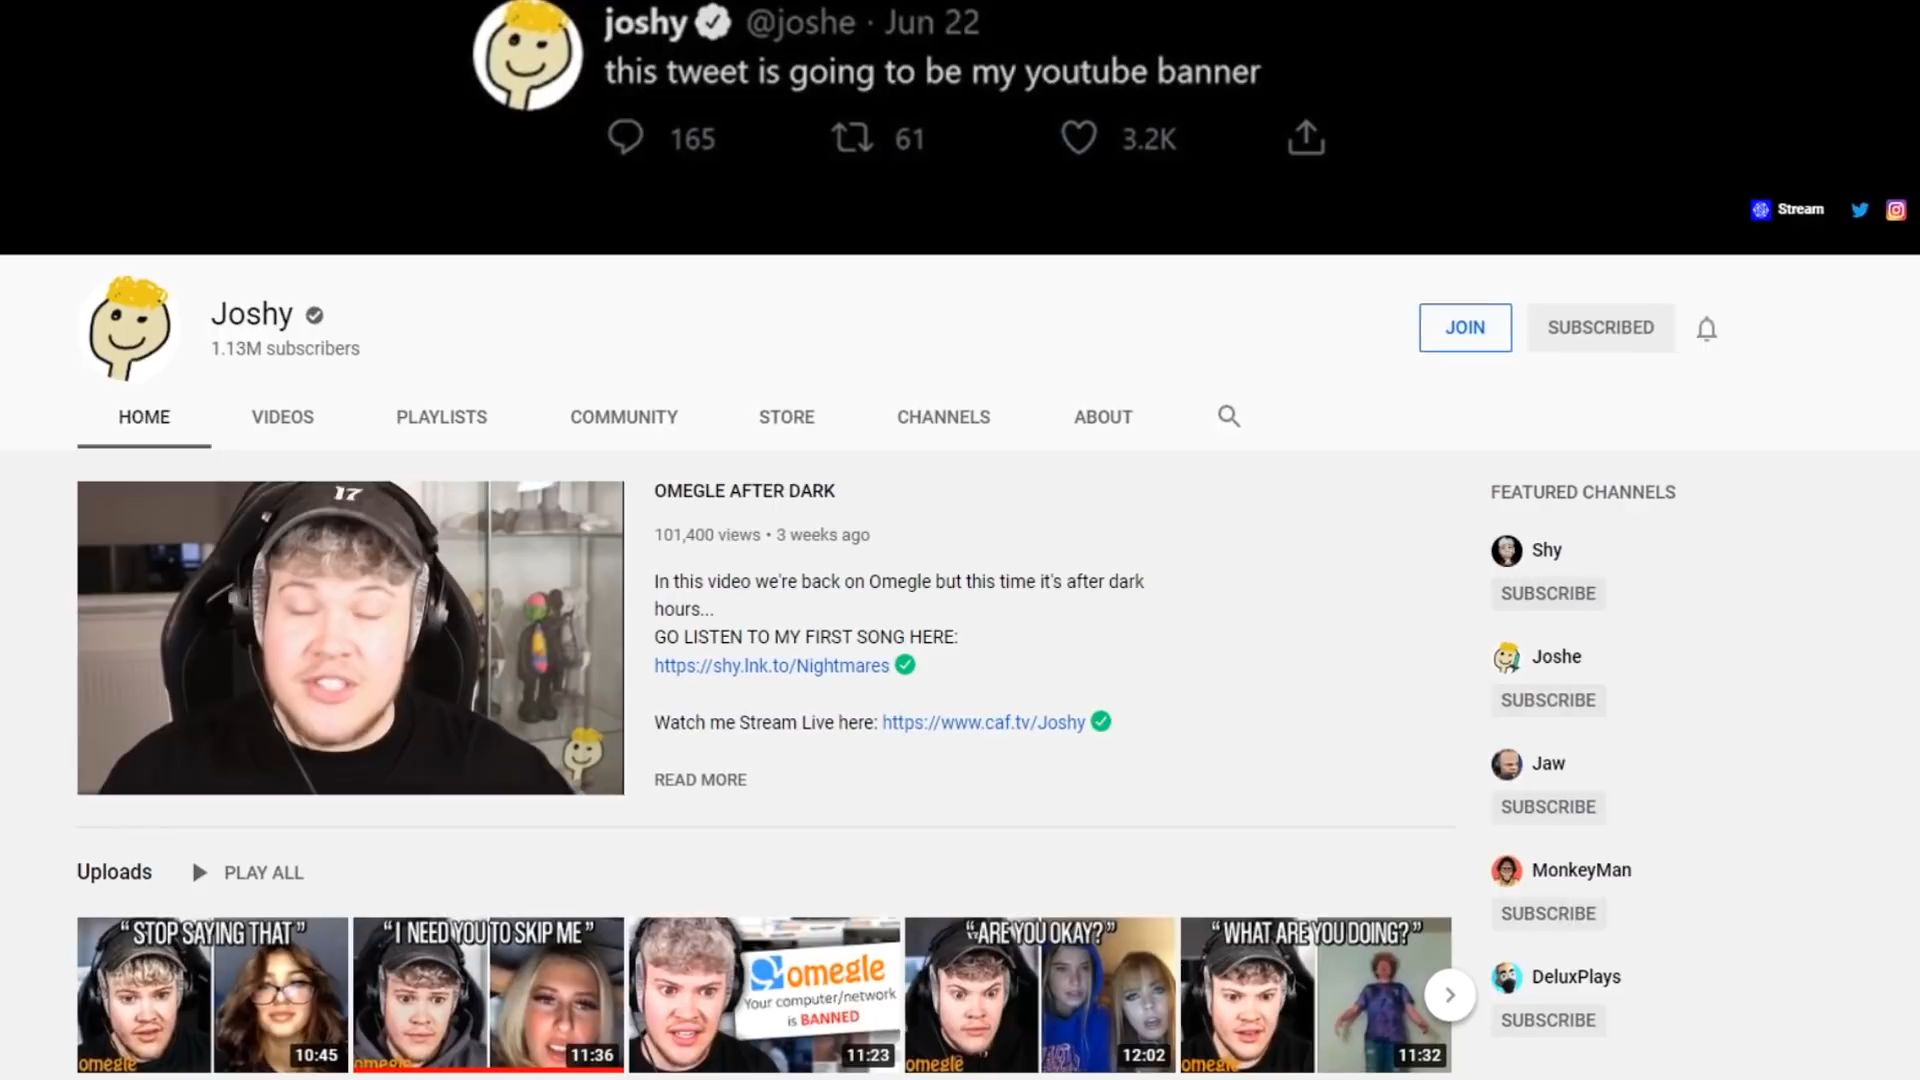 joshy @joshe · Jun 22
this tweet is going to be my youtube banner
165 61 3.2K
Stream
Joshy
1.13M subscribers
JOIN SUBSCRIBED
HOME VIDEOS PLAYLISTS COMMUNITY STORE CHANNELS ABOUT
17
OMEGLE AFTER DARK
101,400 views • 3 weeks ago
In this video we're back on Omegle but this time it's after dark
hours...
GO LISTEN TO MY FIRST SONG HERE:
https://shy.lnk.to/Nightmares
Watch me Stream Live here: https://www.caf.tv/Joshy
READ MORE
FEATURED CHANNELS
Shy
SUBSCRIBE
Joshe
SUBSCRIBE
Jaw
SUBSCRIBE
MonkeyMan
SUBSCRIBE
DeluxPlays
SUBSCRIBE
Uploads PLAY ALL
"STOP SAYING THAT"
omegle
10:45
"I NEED YOU TO SKIP ME"
omegle
11:36
omegle
Your computer/network
is BANNED
11:23
"ARE YOU OKAY?"
omegle
12:02
"WHAT ARE YOU DOING?"
omegle
11:32